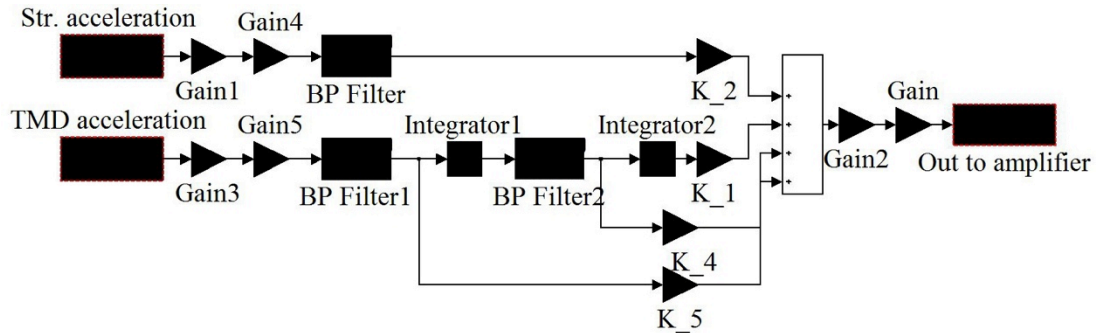 Str. acceleration
Gain4
Gain1
BP Filter
K_2
Gain
TMD acceleration
Gain5
Integrator1
Integrator2
Gain3
BP Filter1
BP Filter2
K_1
Gain2
Out to amplifier
K_4
K_5
+
+
+
+